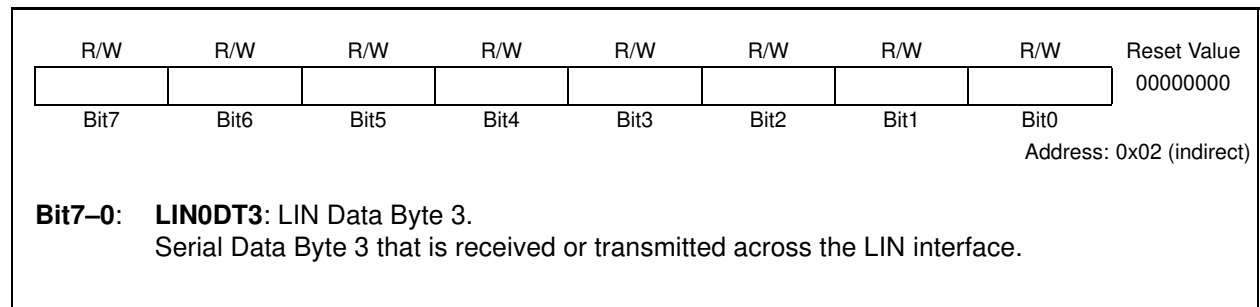 R/W R/W R/W R/W R/W R/W R/W R/W Reset Value
00000000
Bit7 Bit6 Bit5 Bit4 Bit3 Bit2 Bit1 Bit0
Address: 0x02 (indirect)
Bit7–0: LIN0DT3: LIN Data Byte 3.
Serial Data Byte 3 that is received or transmitted across the LIN interface.